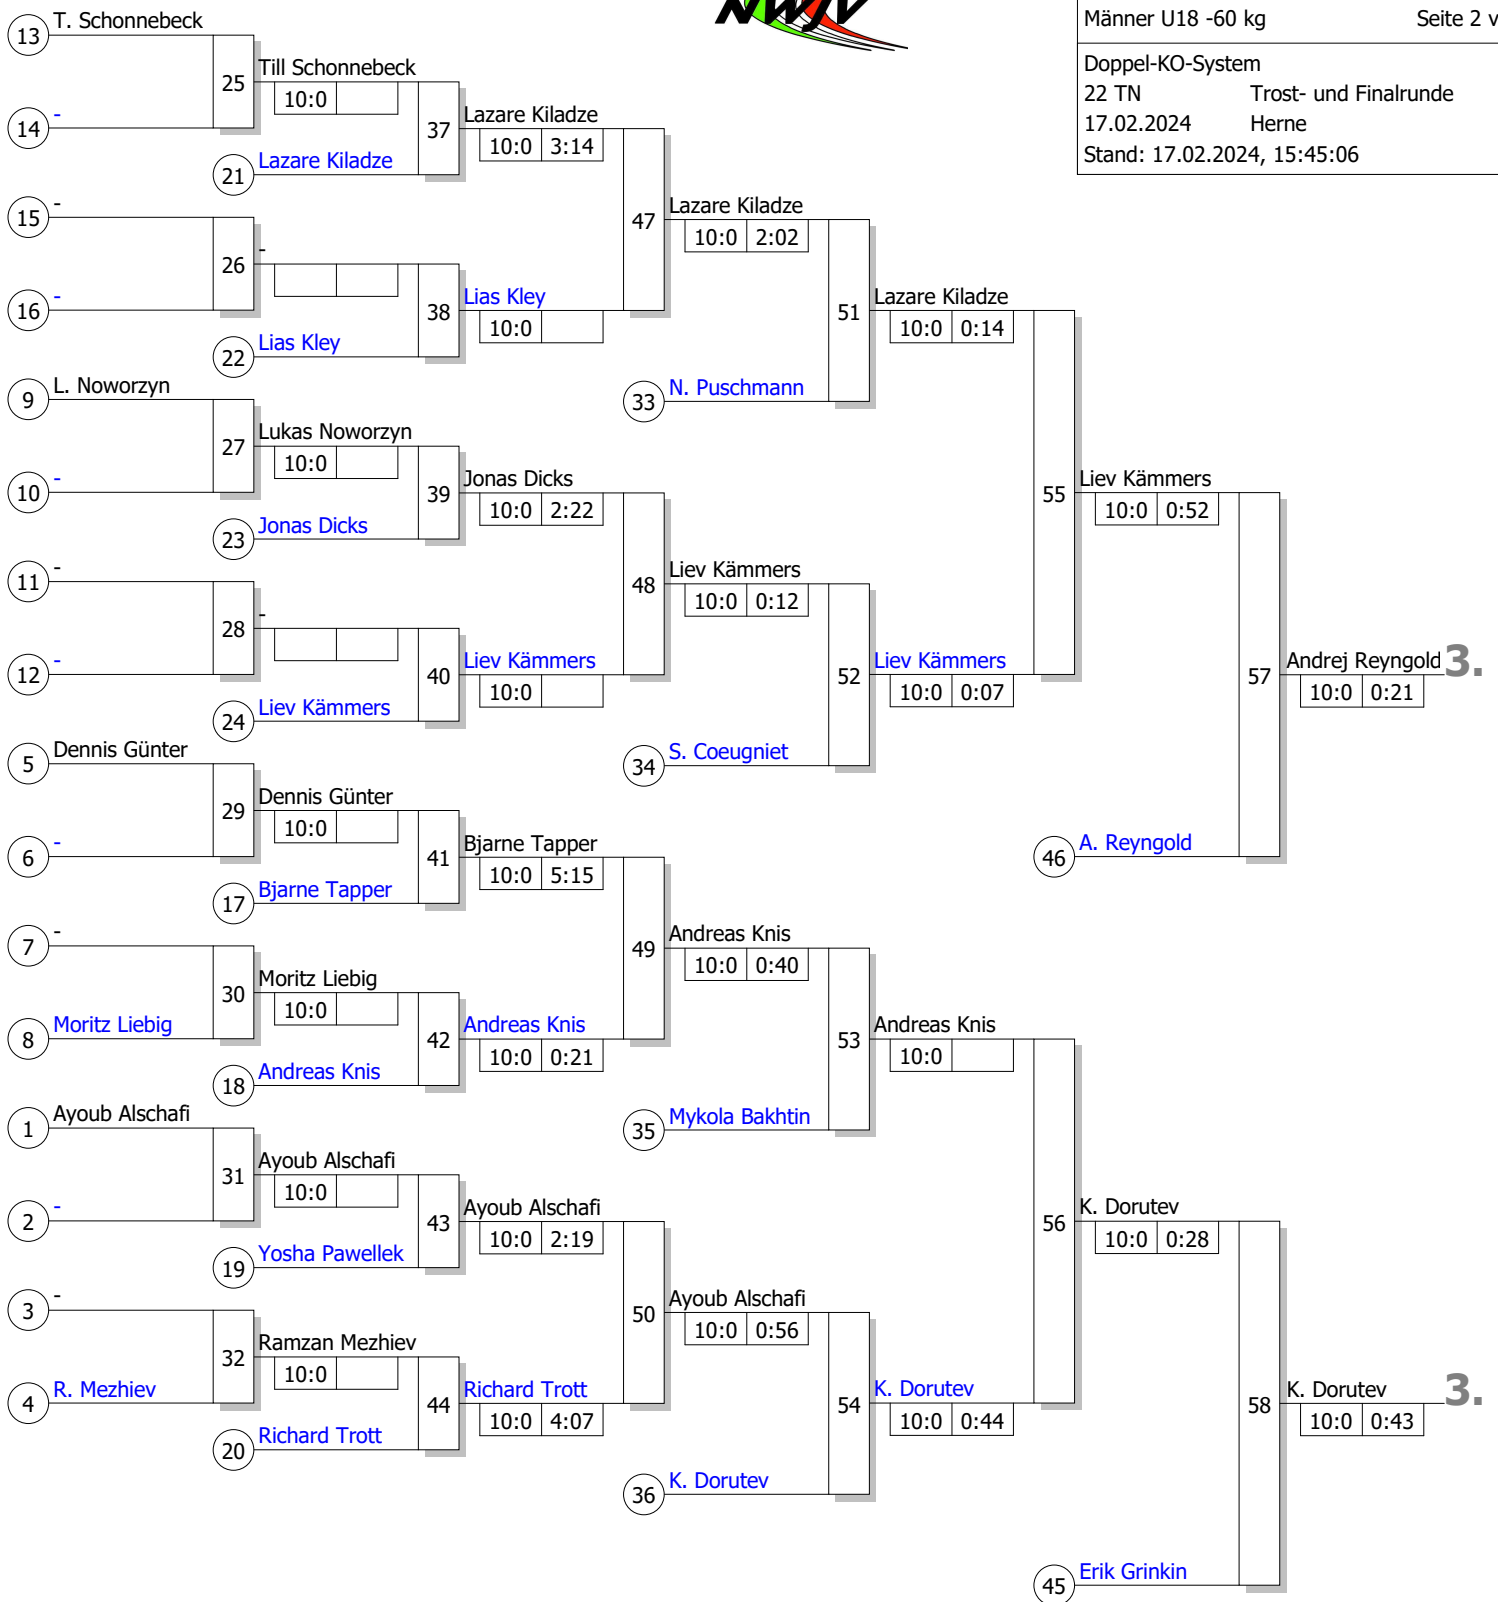 NWJV
Männer U18 -60 kg Seite 2 v
Doppel-KO-System
22 TN Trost- und Finalrunde
17.02.2024 Herne
Stand: 17.02.2024, 15:45:06
13 T. Schonnebeck
25 Till Schonnebeck
10:0
14 -
37 Lazare Kiladze
10:0 3:14
21 Lazare Kiladze
15 -
47 Lazare Kiladze
10:0 2:02
26 -
16 -
38 Lias Kley
10:0
22 Lias Kley
51 Lazare Kiladze
10:0 0:14
9 L. Noworzyn
33 N. Puschmann
27 Lukas Noworzyn
10:0
10 -
39 Jonas Dicks
10:0 2:22
23 Jonas Dicks
55 Liev Kämmers
10:0 0:52
11 -
48 Liev Kämmers
10:0 0:12
28 -
12 -
40 Liev Kämmers
10:0
24 Liev Kämmers
52 Liev Kämmers
10:0 0:07
57 Andrej Reyngold 3.
10:0 0:21
5 Dennis Günter
34 S. Coeugniet
29 Dennis Günter
10:0
6 -
41 Bjarne Tapper
10:0 5:15
46 A. Reyngold
17 Bjarne Tapper
7 -
49 Andreas Knis
10:0 0:40
30 Moritz Liebig
10:0
8 Moritz Liebig
42 Andreas Knis
10:0 0:21
18 Andreas Knis
53 Andreas Knis
10:0
1 Ayoub Alschafi
35 Mykola Bakhtin
31 Ayoub Alschafi
10:0
2 -
43 Ayoub Alschafi
10:0 2:19
19 Yosha Pawellek
56 K. Dorutev
10:0 0:28
3 -
50 Ayoub Alschafi
10:0 0:56
32 Ramzan Mezhiev
10:0
4 R. Mezhiev
44 Richard Trott
10:0 4:07
20 Richard Trott
54 K. Dorutev
10:0 0:44
58 K. Dorutev 3.
10:0 0:43
36 K. Dorutev
45 Erik Grinkin